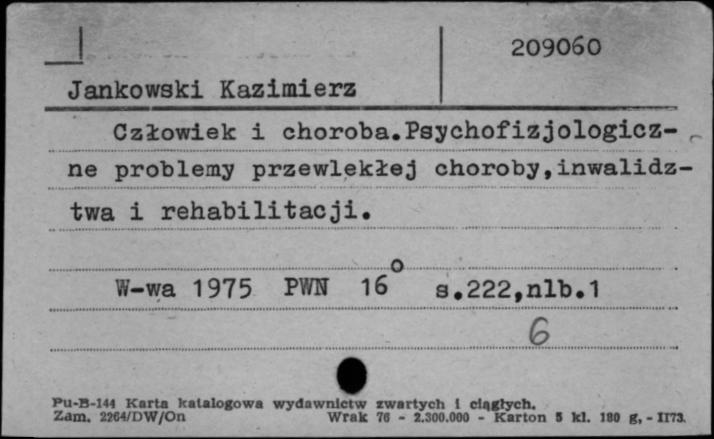 209060
Jankowski Kazimierz
Człowiek i choroba.Psychofizjologicz-
ne problemy przewlekłej choroby,inwalidz-
twa i rehabilitacji.
W-wa 1975 PWN 16° s.222,nlb.1
6
Pu-B-144 Karta katalogowa wydawnictw zwartych i ciągłych.
Zam. 2264/DW/On Wrak 76 - 2.300.000 - Karton 5 kl. 180 g, - II73.